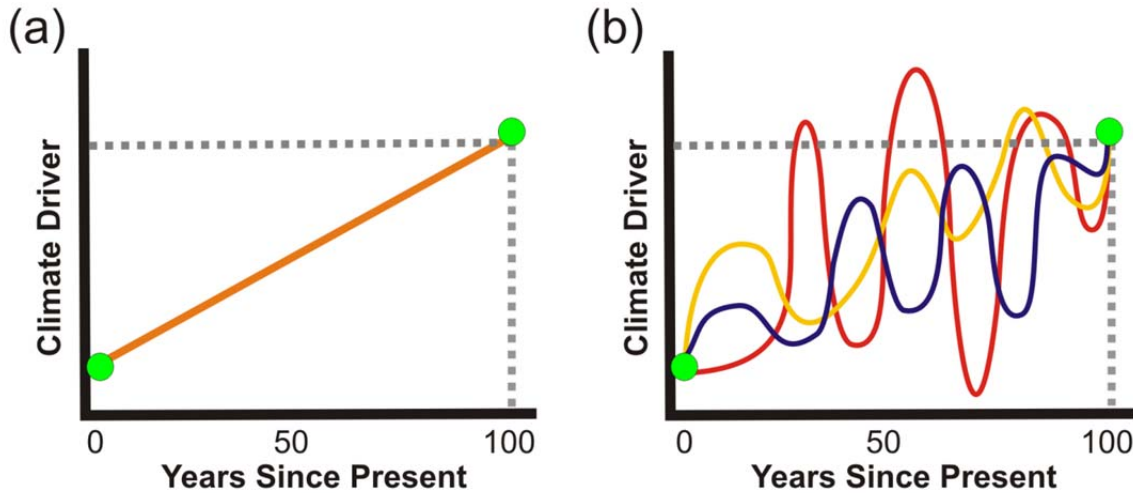 (a)
Climate Driver
0 50 100
Years Since Present
(b)
Climate Driver
0 50 100
Years Since Present